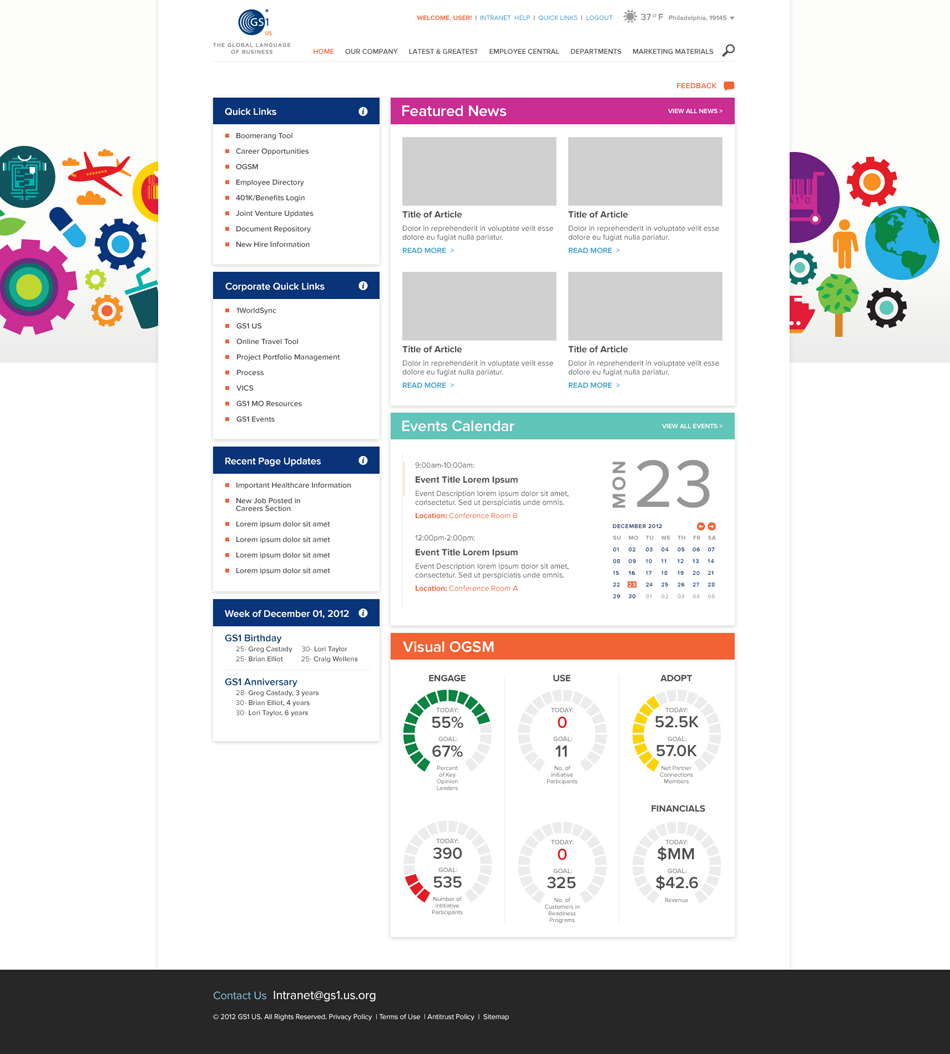 GS1
US
THE GLOBAL LANGUAGE
OF BUSINESS
WELCOME, USER! | INTRANET HELP | QUICK LINKS | LOGOUT
37° F Philadelphia, 19145
HOME OUR COMPANY LATEST & GREATEST EMPLOYEE CENTRAL DEPARTMENTS MARKETING MATERIALS
FEEDBACK
Quick Links
Boomerang Tool
Career Opportunities
OGSM
Employee Directory
401K/Benefits Login
Joint Venture Updates
Document Repository
New Hire Information
Corporate Quick Links
1WorldSync
GS1 US
Online Travel Tool
Project Portfolio Management
Process
VICS
GS1 MO Resources
GS1 Events
Recent Page Updates
Important Healthcare Information
New Job Posted in
Careers Section
Lorem ipsum dolor sit amet
Lorem ipsum dolor sit amet
Lorem ipsum dolor sit amet
Lorem ipsum dolor sit amet
Week of December 01, 2012
GS1 Birthday
25- Greg Castady 30- Lori Taylor
25- Brian Elliot 25- Craig Wellens
GS1 Anniversary
28- Greg Castady, 3 years
30- Brian Elliot, 4 years
30- Lori Taylor, 6 years
Featured News
VIEW ALL NEWS >
Title of Article
Dolor in reprehenderit in voluptate velit esse
dolore eu fugiat nulla pariatur.
READ MORE >
Title of Article
Dolor in reprehenderit in voluptate velit esse
dolore eu fugiat nulla pariatur.
READ MORE >
Title of Article
Dolor in reprehenderit in voluptate velit esse
dolore eu fugiat nulla pariatur.
READ MORE >
Title of Article
Dolor in reprehenderit in voluptate velit esse
dolore eu fugiat nulla pariatur.
READ MORE >
Events Calendar
VIEW ALL EVENTS >
9:00am-10:00am:
Event Title Lorem Ipsum
Event Description lorem ipsum dolor sit amet,
consectetur. Sed ut perspiciatis unde omnis.
Location: Conference Room B
12:00pm-2:00pm:
Event Title Lorem Ipsum
Event Description lorem ipsum dolor sit amet,
consectetur. Sed ut perspiciatis unde omnis.
Location: Conference Room A
MON 23
DECEMBER 2012
SU MO TU WE TH FR SA
01 02 03 04 05 06 07
08 09 10 11 12 13 14
15 16 17 18 19 20 21
22 23 24 25 26 27 28
29 30 01 02 03 04 05
Visual OGSM
ENGAGE
TODAY:
55%
GOAL:
67%
Percent
of Key
Opinion
Leaders
USE
TODAY:
0
GOAL:
11
No. of
Initiative
Participants
ADOPT
TODAY:
52.5K
GOAL:
57.0K
Net Partner
Connections
Members
TODAY:
390
GOAL:
535
Number of
Intitiative
Participants
TODAY:
0
GOAL:
325
No. of
Customers in
Readiness
Programs
FINANCIALS
TODAY:
$MM
GOAL:
$42.6
Revenue
Contact Us Intranet@gs1.us.org
© 2012 GS1 US, All Rights Reserved, Privacy Policy | Terms of Use | Antitrust Policy | Sitemap